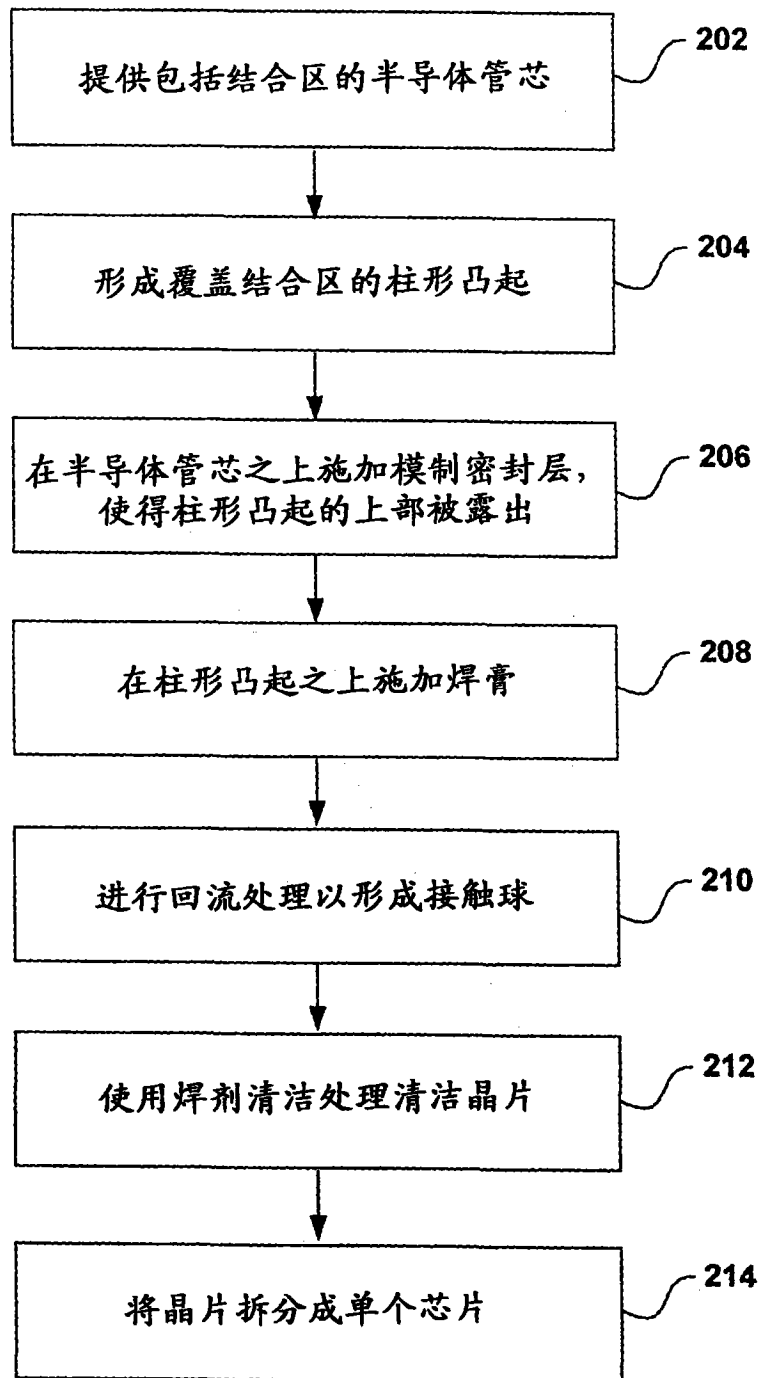 提供包括结合区的半导体管芯
202
形成覆盖结合区的柱形凸起
204
在半导体管芯之上施加模制密封层，
使得柱形凸起的上部被露出
206
在柱形凸起之上施加焊膏
208
进行回流处理以形成接触球
210
使用焊剂清洁处理清洁晶片
212
将晶片拆分成单个芯片
214